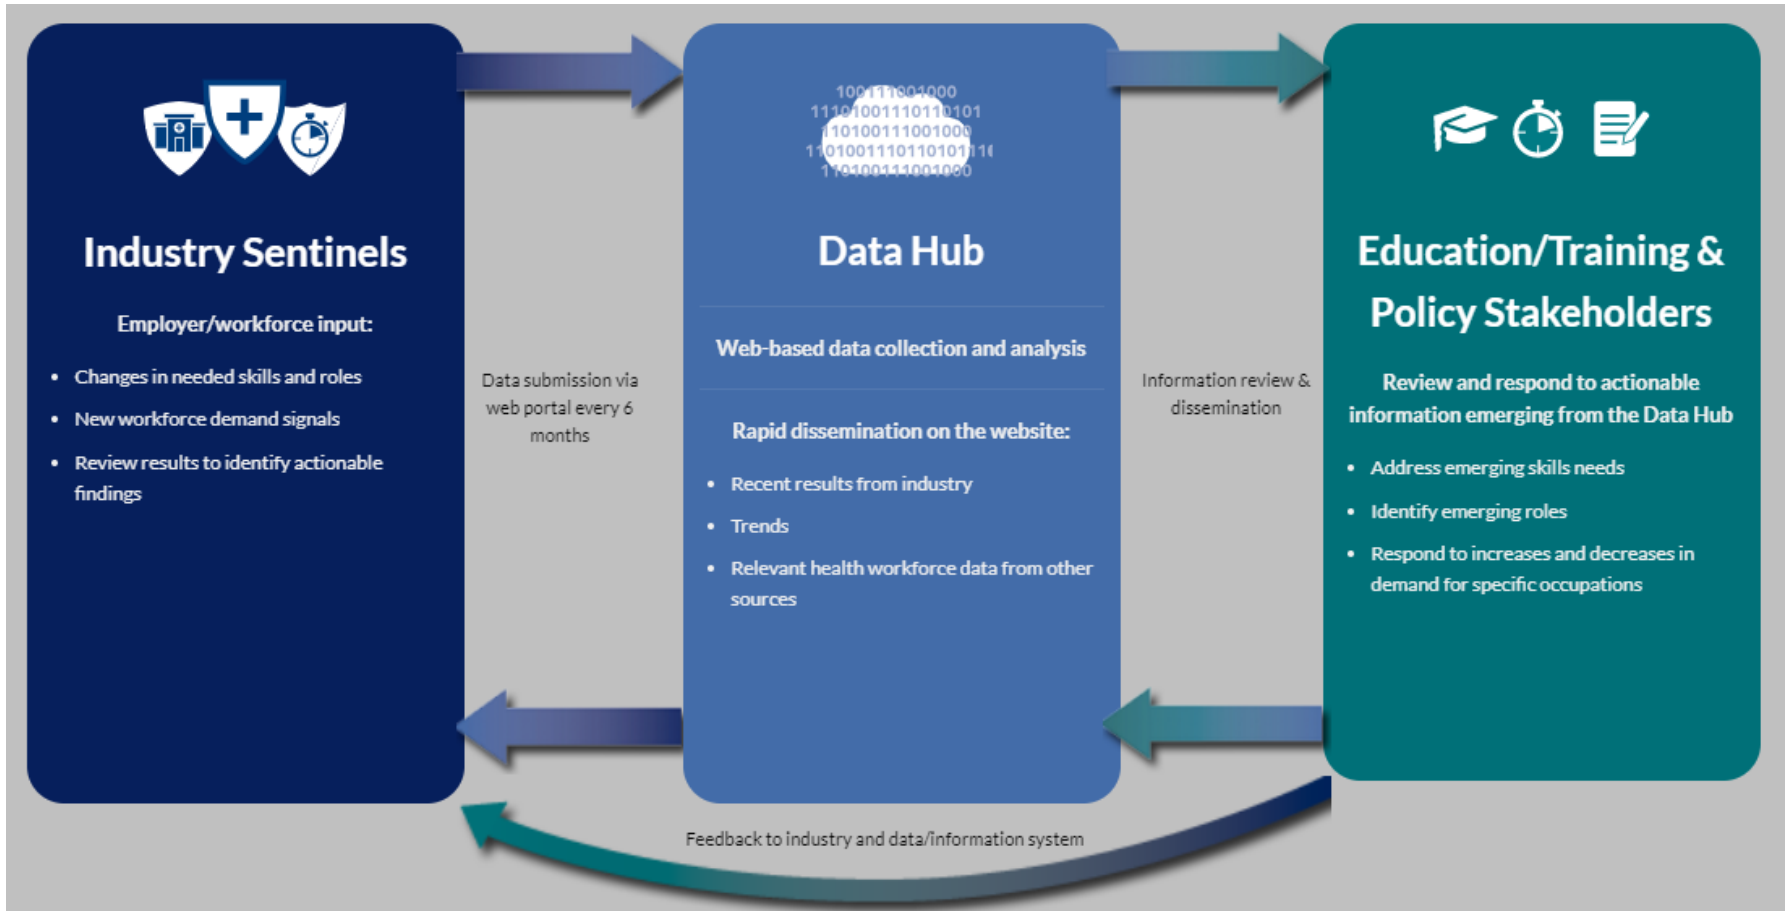 Industry Sentinels
Employer/workforce input:
• Changes in needed skills and roles
• New workforce demand signals
• Review results to identify actionable
findings
Data submission via
web portal every 6
months
100111001000
11101001110110101
110100111001000
110100111001000
Data Hub
Web-based data collection and analysis
Rapid dissemination on the website:
• Recent results from industry
• Trends
• Relevant health workforce data from other
sources
Information review &
dissemination
Education/Training &
Policy Stakeholders
Review and respond to actionable
information emerging from the Data Hub
• Address emerging skills needs
• Identify emerging roles
• Respond to increases and decreases in
demand for specific occupations
Feedback to industry and data/information system